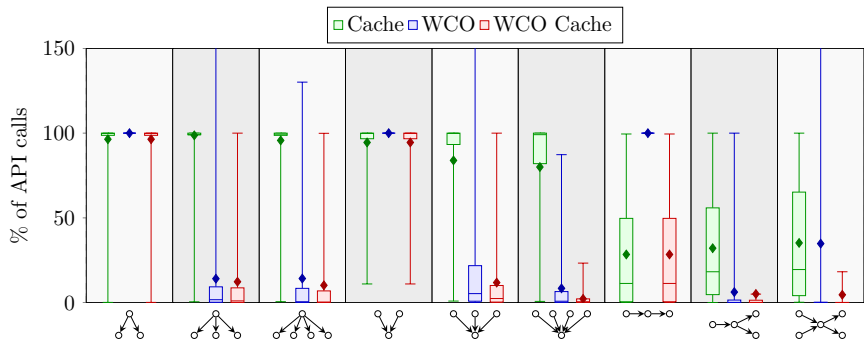 Cache WCO WCO Cache
150
100
50
0
% of API calls